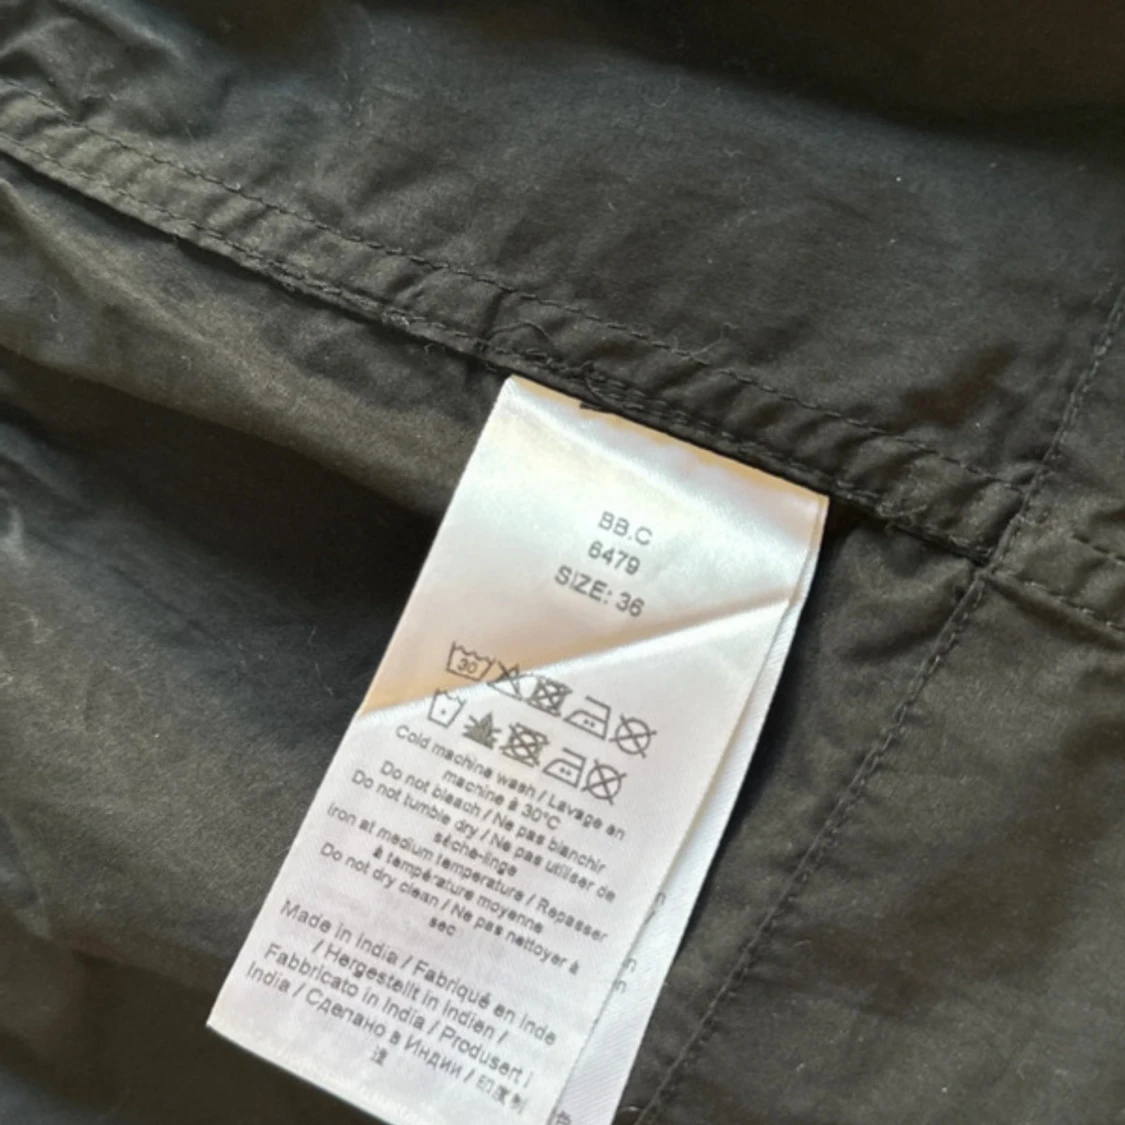 BB.C
6479
SIZE: 36
30
Cold machine wash / Lavage en
machine à 30°C
Do not bleach / Ne pas blanchir
Do not tumble dry / Ne pas utiliser de
sèche-linge
Iron at medium temperature / Repasser
à température moyenne
Do not dry clean / Ne pas nettoyer à
sec
Made in India / Fabriqué en Inde
/ Hergestellt in Indien /
Fabbricato in India / Produsert i
India / Сделано в Индии / 印度制
造